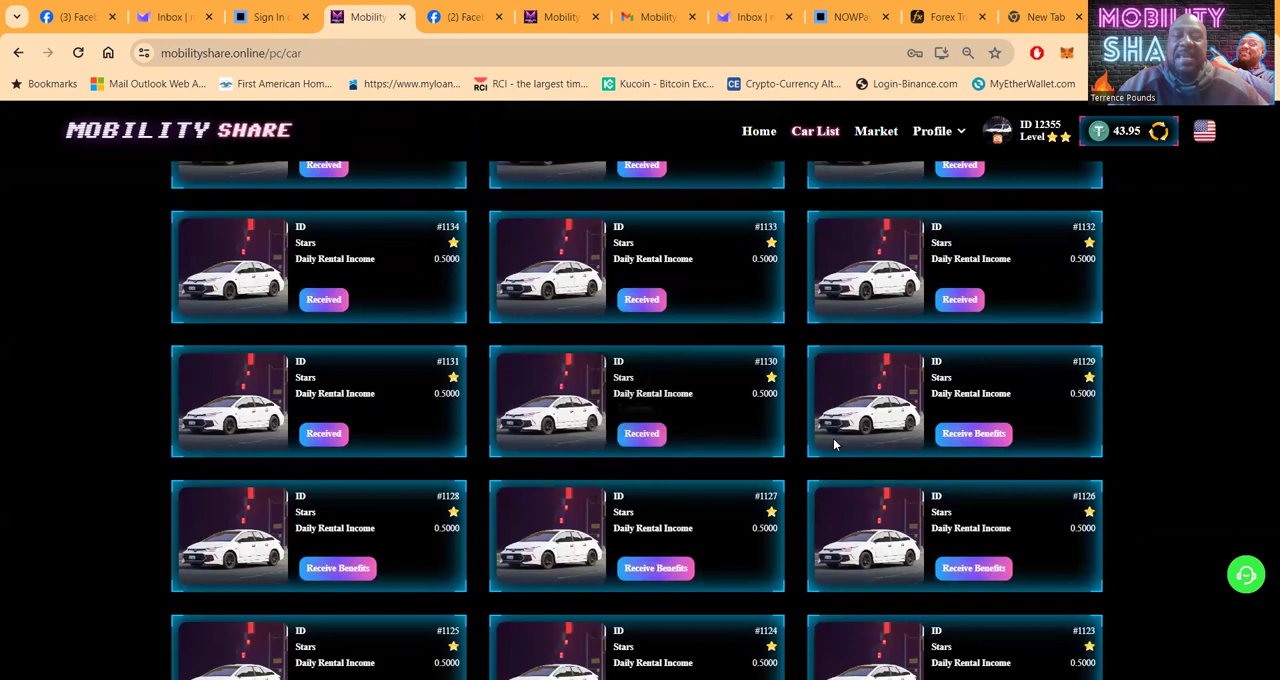 (3) Facel
Inbox | n
Sign In o
Mobility
(2) Facel
Mobility
Mobility
Inbox | n
NOWPa
Forex Tr
New Tab
mobilityshare.online/pc/car
Bookmarks
Mail Outlook Web A...
First American Hom...
https://www.myloan...
RCI - the largest tim...
Kucoin - Bitcoin Exc...
Crypto-Currency Alt...
Login-Binance.com
MyEtherWallet.com
MOBILITY
SHA
Terrence Pounds
MOBILITY SHARE
Home
Car List
Market
Profile
ID 12355
Level
43.95
Received
Received
Received
ID #1134
Stars
Daily Rental Income 0.5000
Received
ID #1133
Stars
Daily Rental Income 0.5000
Received
ID #1132
Stars
Daily Rental Income 0.5000
Received
ID #1131
Stars
Daily Rental Income 0.5000
Received
ID #1130
Stars
Daily Rental Income 0.5000
Received
ID #1129
Stars
Daily Rental Income 0.5000
Receive Benefits
ID #1128
Stars
Daily Rental Income 0.5000
Receive Benefits
ID #1127
Stars
Daily Rental Income 0.5000
Receive Benefits
ID #1126
Stars
Daily Rental Income 0.5000
Receive Benefits
ID #1125
Stars
Daily Rental Income 0.5000
ID #1124
Stars
Daily Rental Income 0.5000
ID #1123
Stars
Daily Rental Income 0.5000